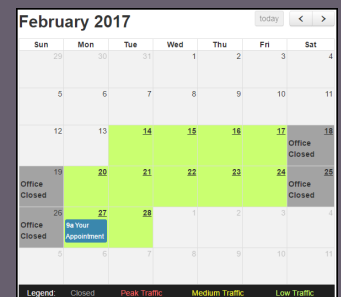 February 2017
today < >
Sun Mon Tue Wed Thu Fri Sat
29 30 31 1 2 3 4
5 6 7 8 9 10 11
12 13 14 15 16 17 18
Office
Closed
19 20 21 22 23 24 25
Office
Closed
Office
Closed
26 27 28 1 2 3 4
Office
Closed
9a Your
Appointment
5 6 7 8 9 10 11
Legend: Closed Peak Traffic Medium Traffic Low Traffic